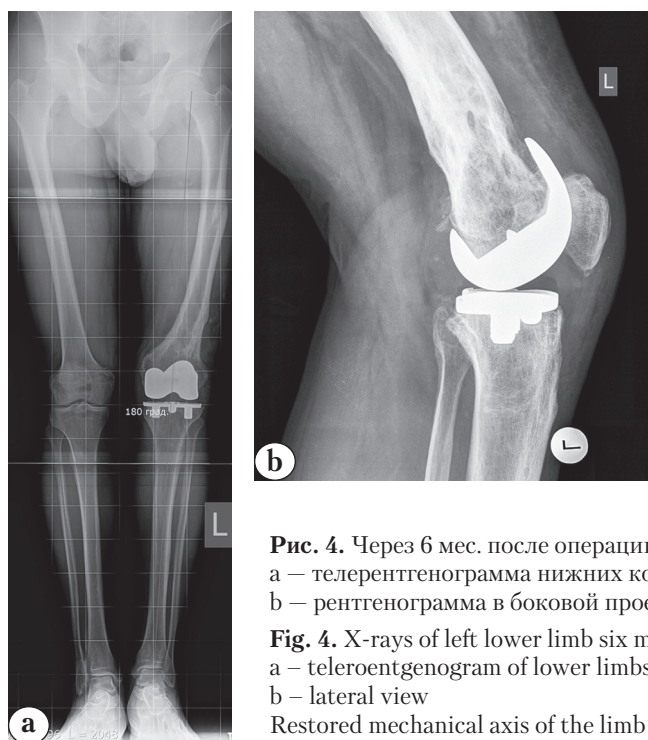 L
180 град.
L
a
L = 2048
b
Рис. 4. Через 6 мес. после операции
a — телерентгенограмма нижних ко
b — рентгенограмма в боковой прое
Fig. 4. X-rays of left lower limb six m
a – teleroentgenogram of lower limbs
b – lateral view
Restored mechanical axis of the limb